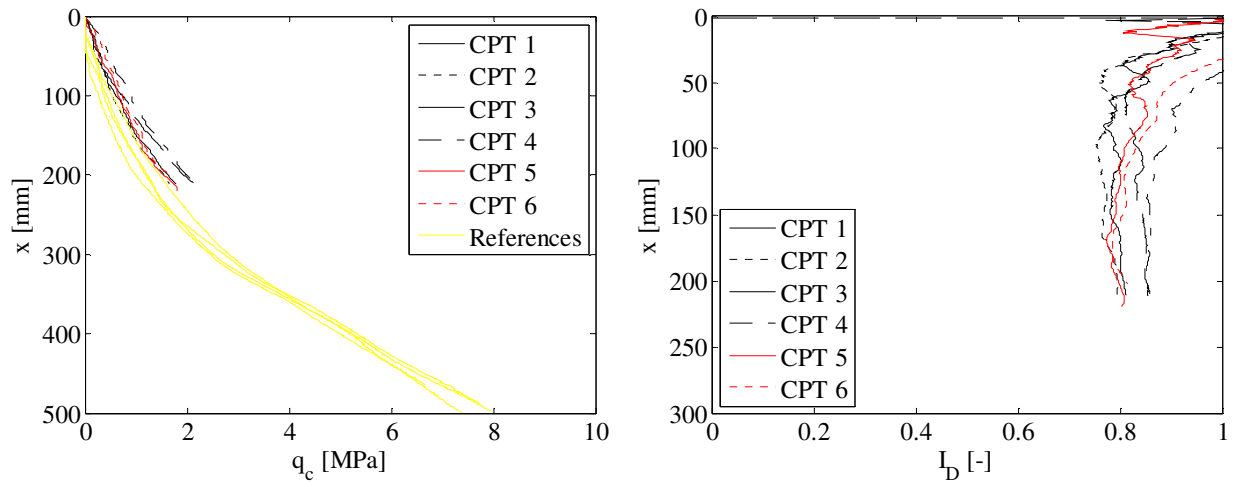 0
100
200
300
400
500
x [mm]
0
2
4
6
8
10
q_c [MPa]
CPT 1
CPT 2
CPT 3
CPT 4
CPT 5
CPT 6
References
0
50
100
150
200
250
300
x [mm]
0
0.2
0.4
0.6
0.8
1
I_D [-]
CPT 1
CPT 2
CPT 3
CPT 4
CPT 5
CPT 6